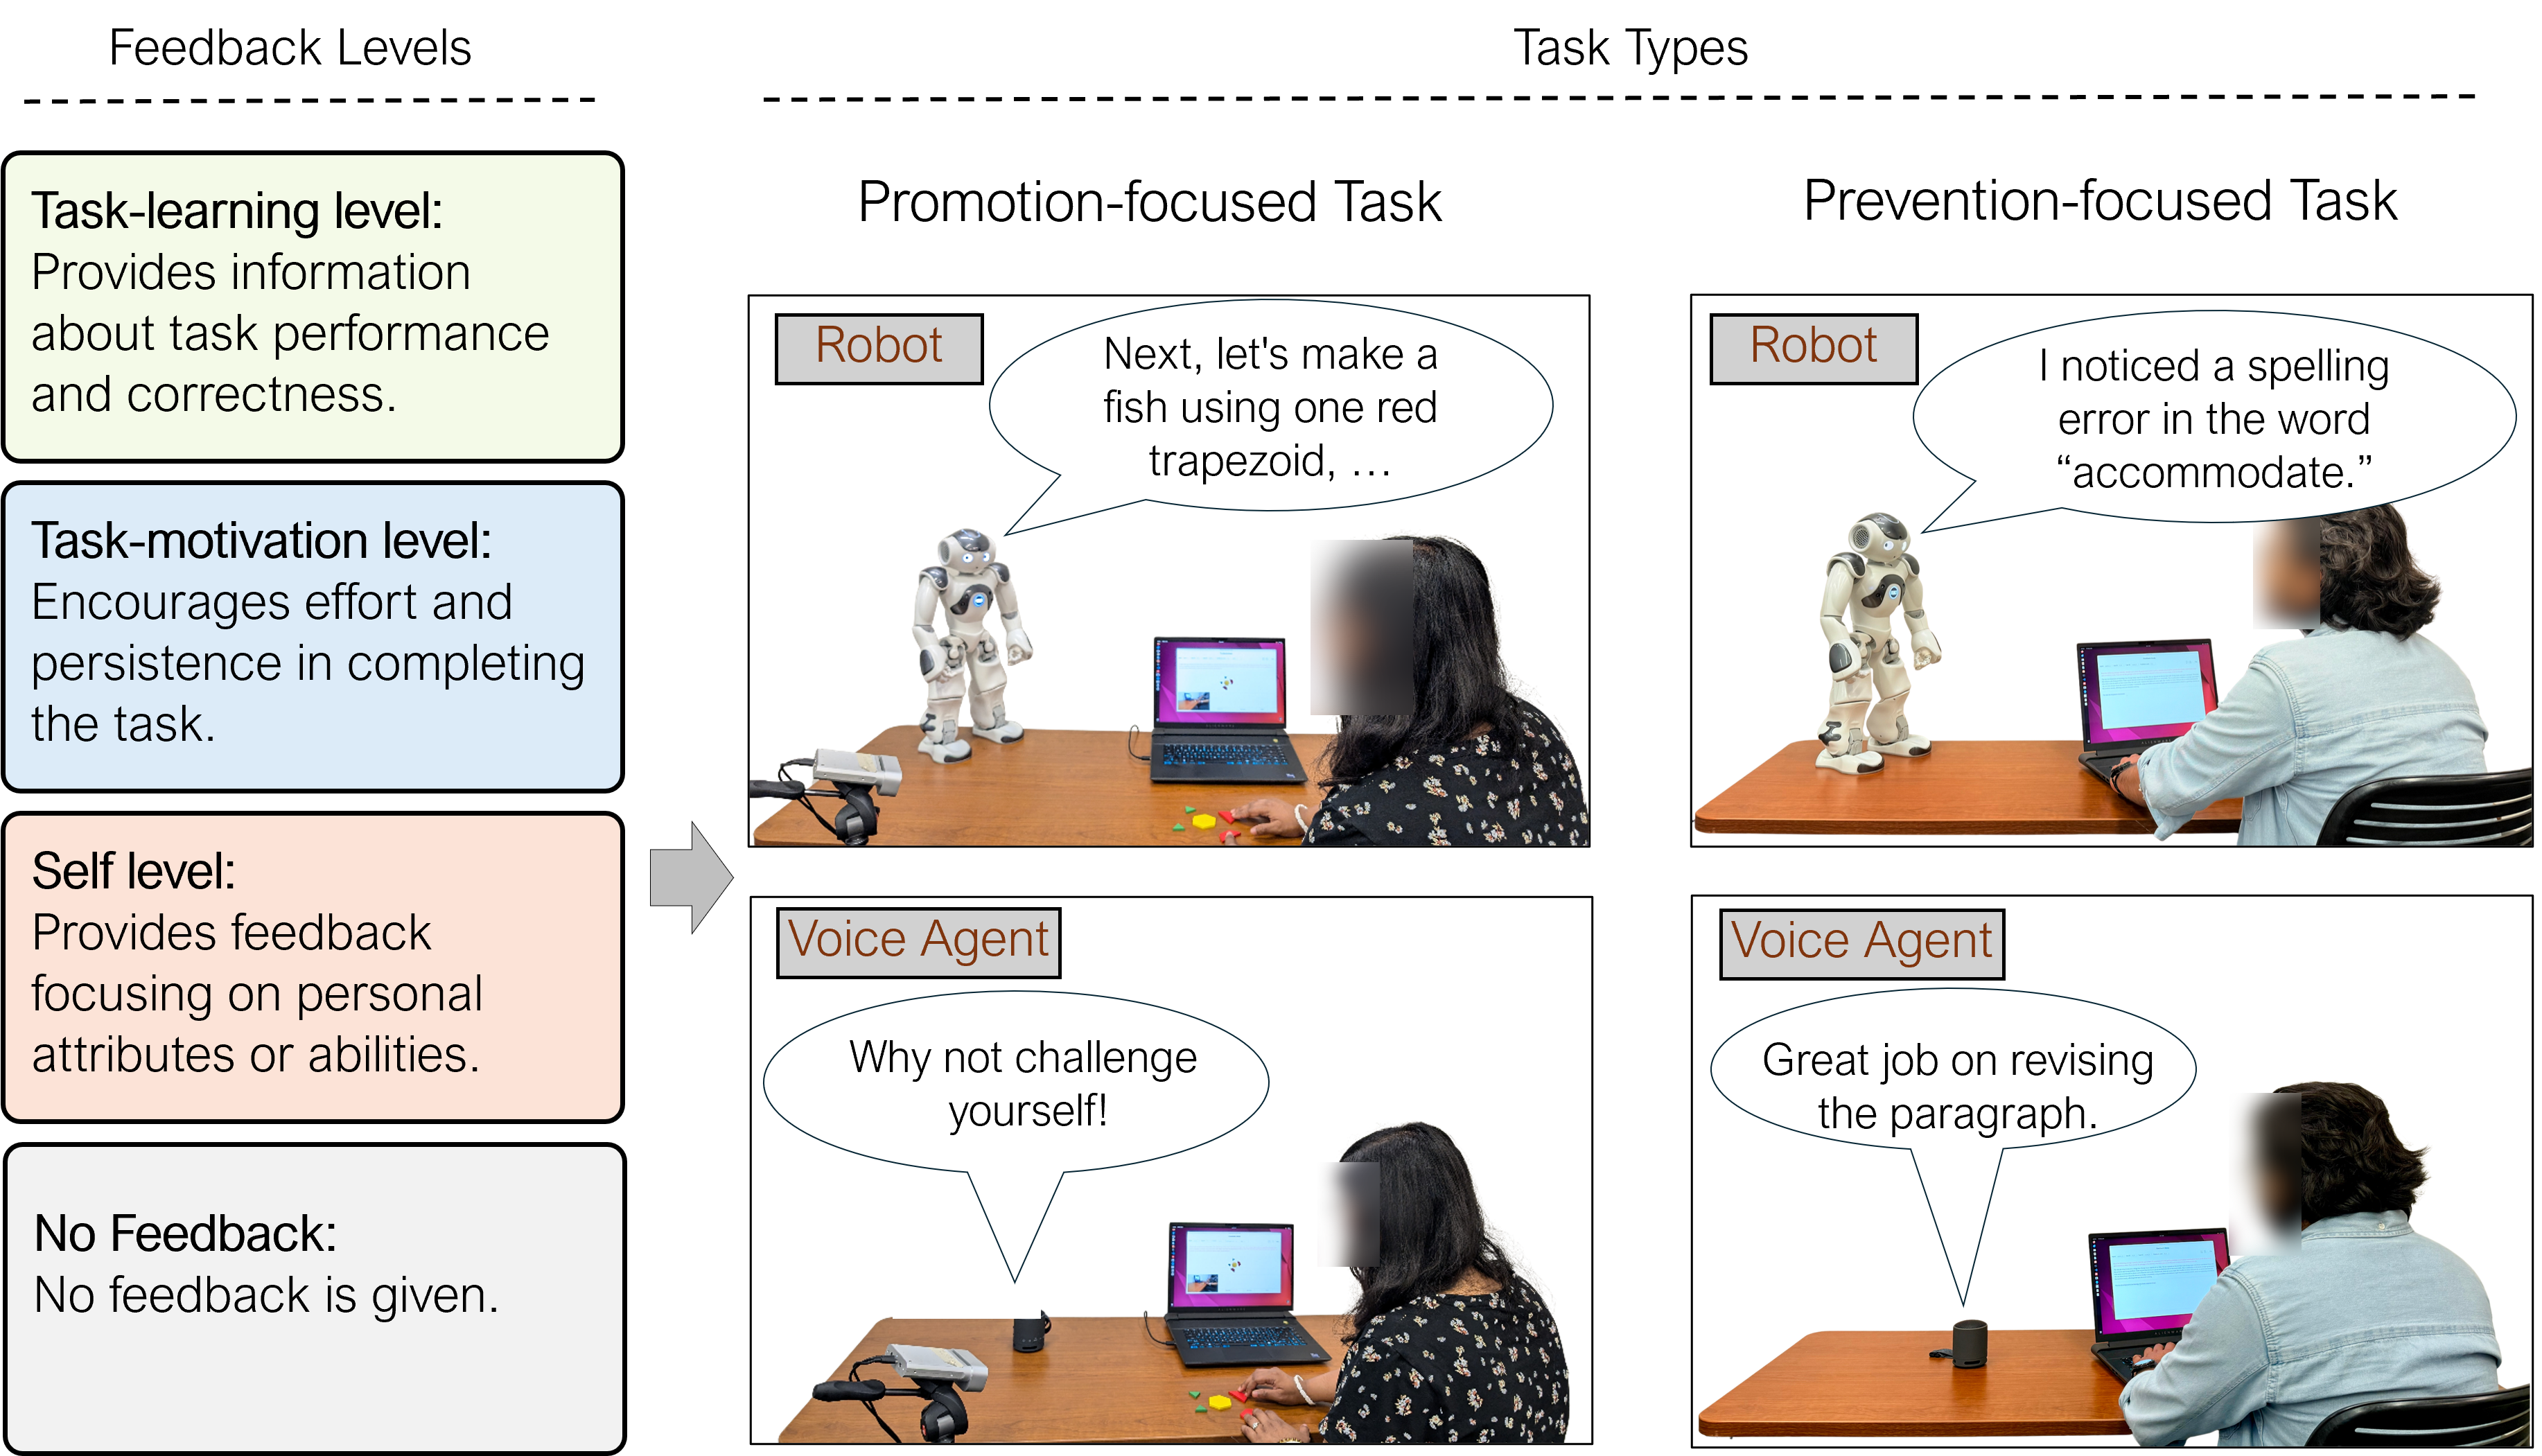 Feedback Levels
Task Types
Task-learning level:
Provides information
about task performance
and correctness.
Task-motivation level:
Encourages effort and
persistence in completing
the task.
Self level:
Provides feedback
focusing on personal
attributes or abilities.
No Feedback:
No feedback is given.
Promotion-focused Task
Prevention-focused Task
Robot
Next, let's make a
fish using one red
trapezoid, …
Robot
I noticed a spelling
error in the word
“accommodate.”
Voice Agent
Why not challenge
yourself!
Voice Agent
Great job on revising
the paragraph.